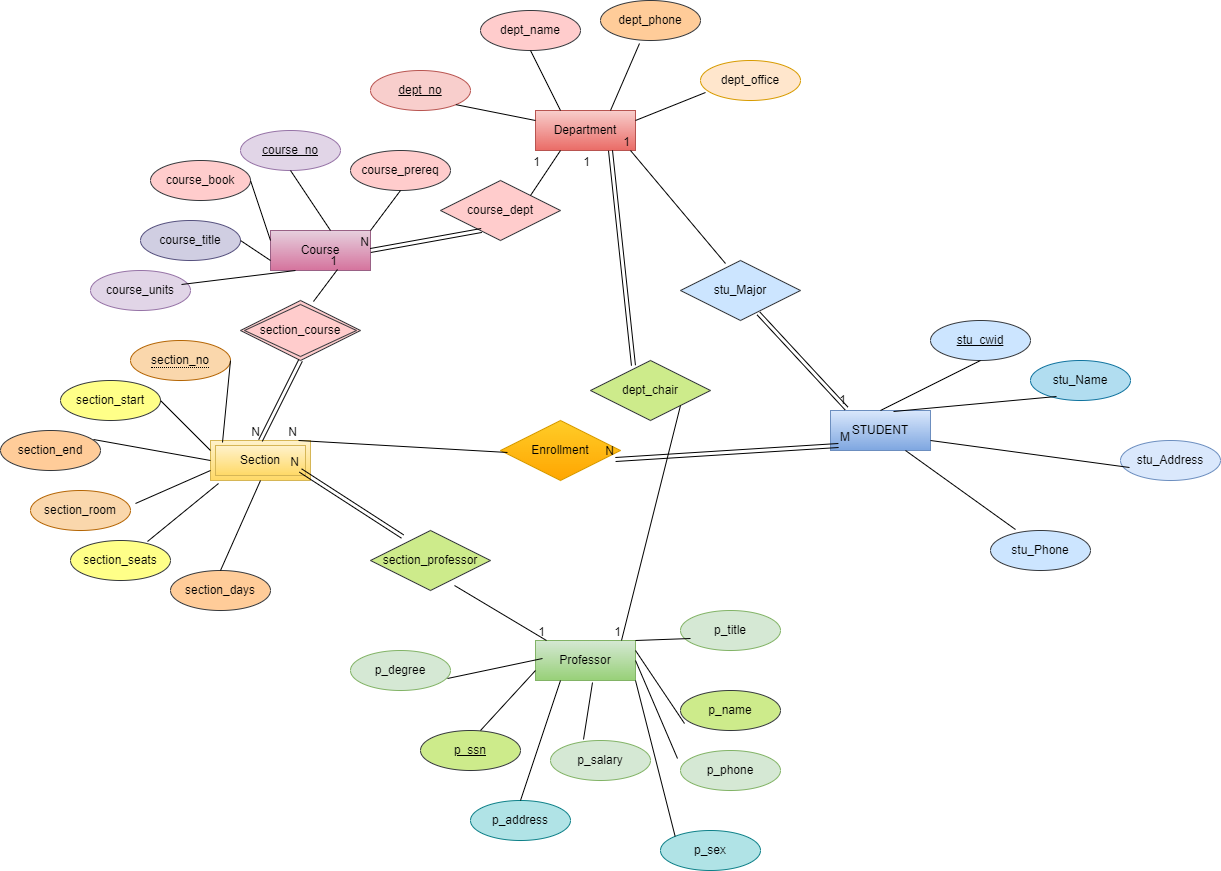 dept_name
dept_phone
dept_no
dept_office
Department
1
1
1
course_no
course_book
course_prereq
course_title
course_dept
Course
N
1
course_units
stu_Major
section_course
section_no
stu_cwid
stu_Name
dept_chair
section_start
1
N
N
STUDENT
M
section_end
Section
N
Enrollment
N
stu_Address
section_room
section_seats
section_professor
stu_Phone
section_days
1
1
p_title
p_degree
Professor
p_name
p_ssn
p_salary
p_phone
p_address
p_sex